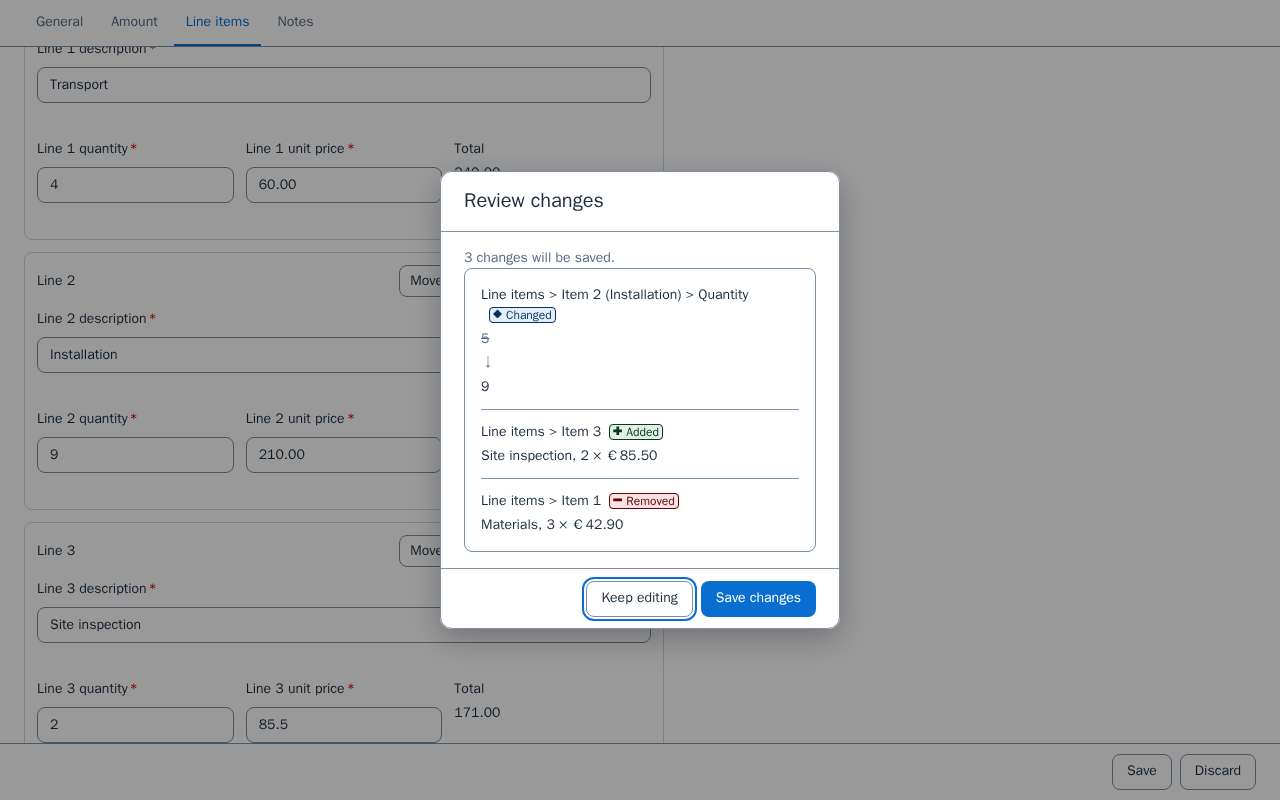 General Amount Line items Notes
Line 1 description *
Transport
Line 1 quantity * Line 1 unit price * Total
4 60.00 240.00
Line 2 Move
Line 2 description *
Installation
Line 2 quantity * Line 2 unit price *
9 210.00
Line 3 Move
Line 3 description *
Site inspection
Line 3 quantity * Line 3 unit price * Total
2 85.5 171.00
Review changes
3 changes will be saved.
Line items > Item 2 (Installation) > Quantity
Changed
5
↓
9
Line items > Item 3 Added
Site inspection, 2 × € 85.50
Line items > Item 1 Removed
Materials, 3 × € 42.90
Keep editing Save changes
Save Discard